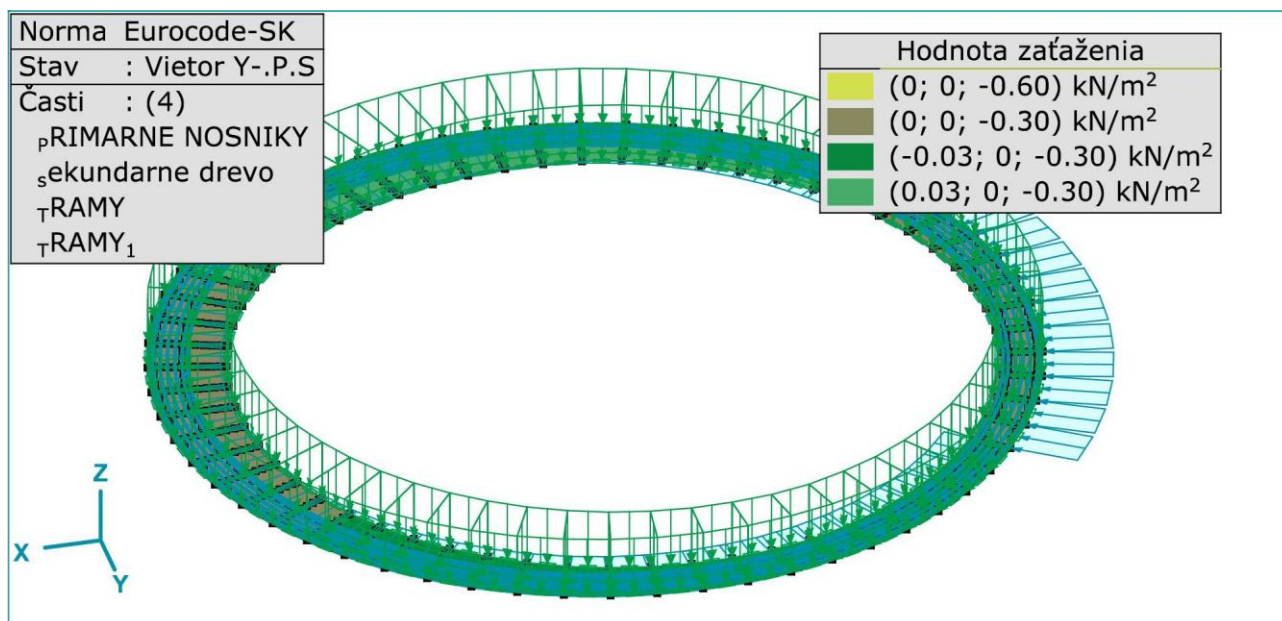 Norma Eurocode-SK
Stav : Vietor Y-.P.S
Časti : (4)
PRIMARNE NOSNIKY
sekundarne drevo
TRAMY
TRAMY1
Hodnota zaťaženia
(0; 0; -0.60) kN/m²
(0; 0; -0.30) kN/m²
(-0.03; 0; -0.30) kN/m²
(0.03; 0; -0.30) kN/m²
Z
X
Y